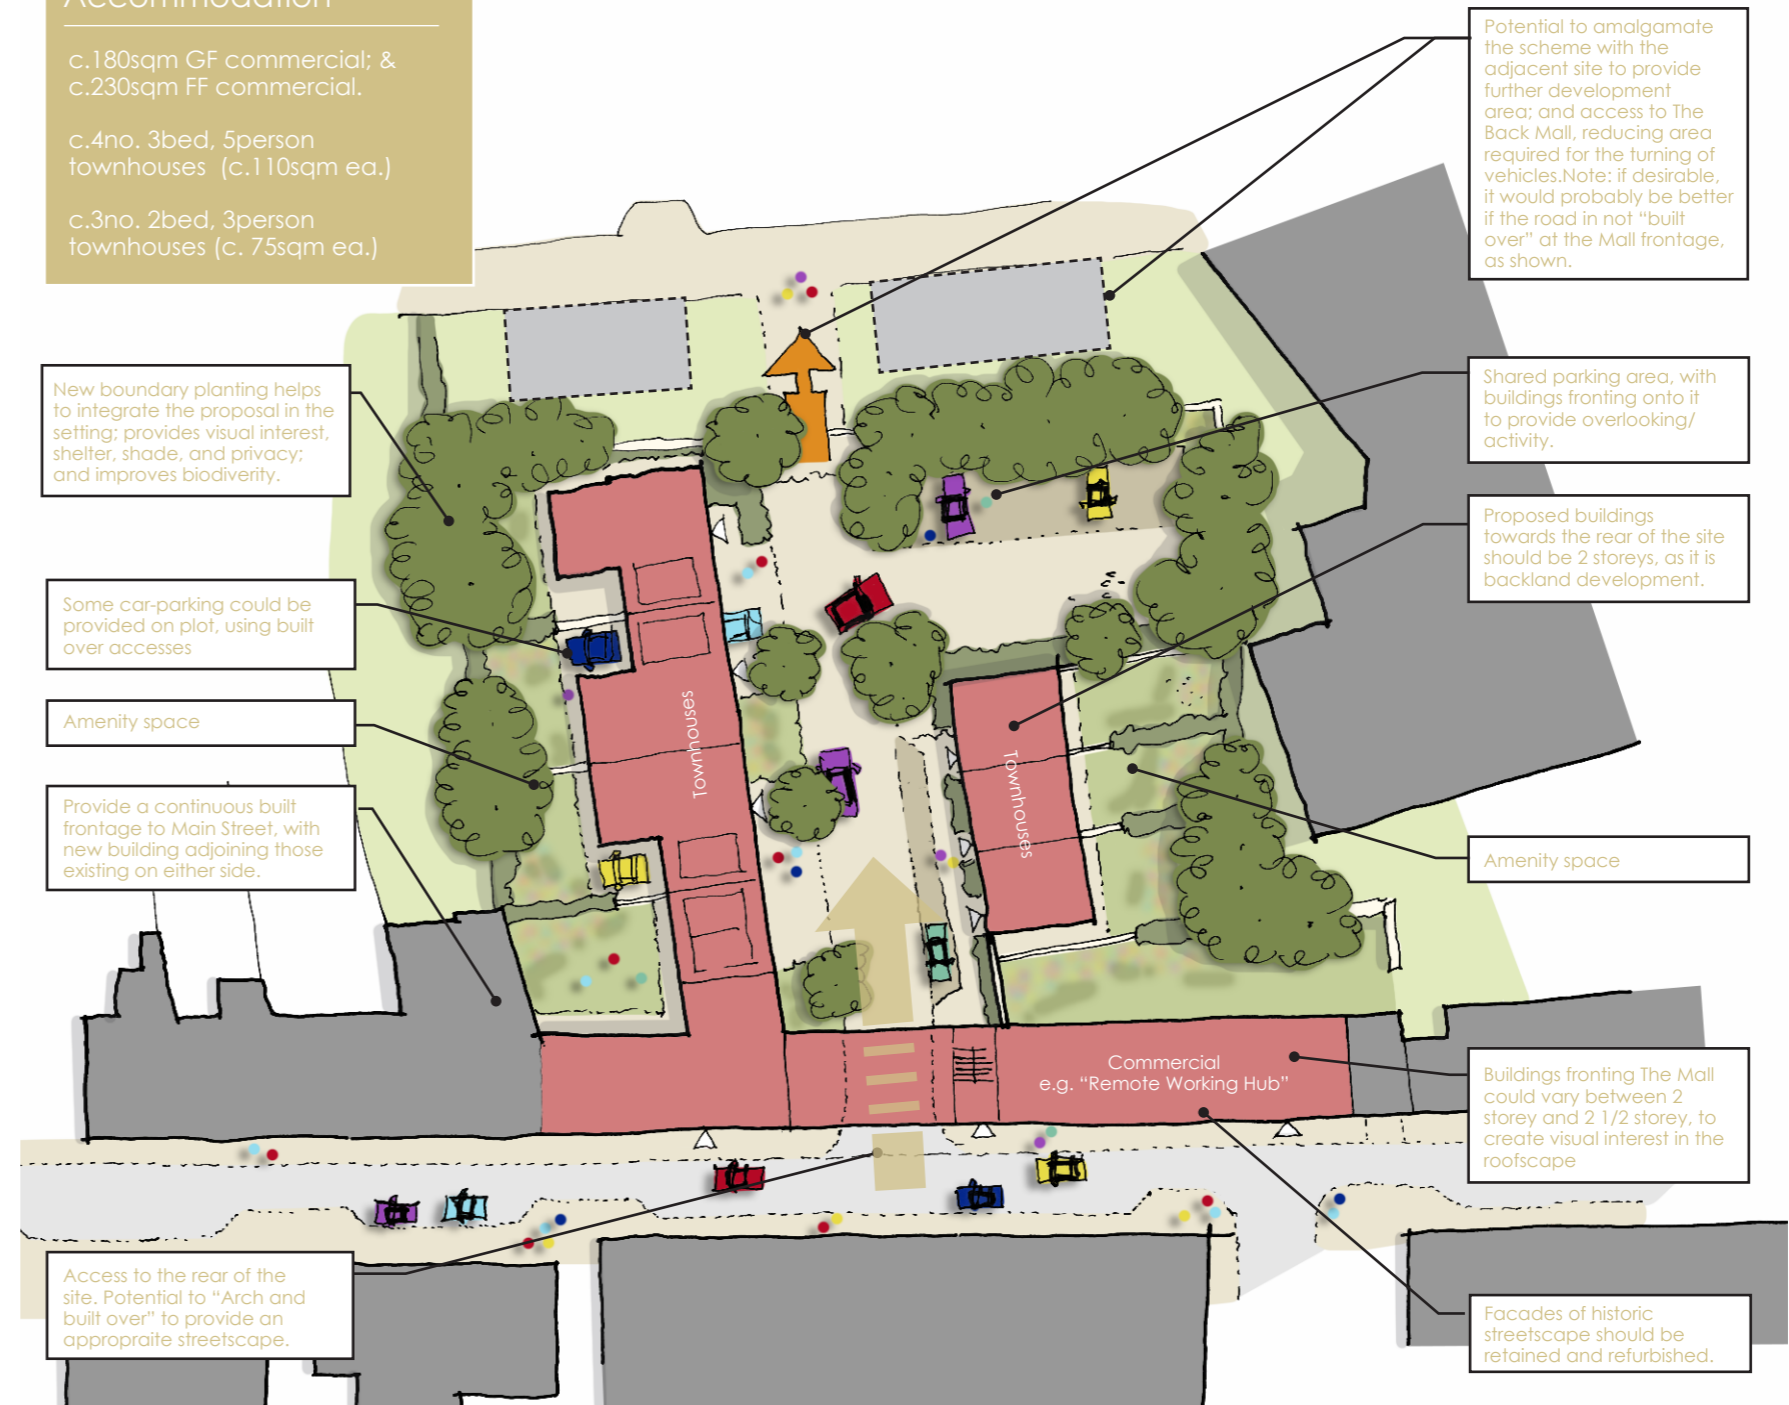 Accommodation
c.180sqm GF commercial; &
c.230sqm FF commercial.
c.4no. 3bed, 5person
townhouses (c.110sqm ea.)
c.3no. 2bed, 3person
townhouses (c. 75sqm ea.)
Potential to amalgamate
the scheme with the
adjacent site to provide
further development
area; and access to The
Back Mall, reducing area
required for the turning of
vehicles.Note: if desirable,
it would probably be better
if the road in not “built
over” at the Mall frontage,
as shown.
New boundary planting helps
to integrate the proposal in the
setting; provides visual interest,
shelter, shade, and privacy;
and improves biodiverity.
Shared parking area, with
buildings fronting onto it
to provide overlooking/
activity.
Proposed buildings
towards the rear of the site
should be 2 storeys, as it is
backland development.
Some car-parking could be
provided on plot, using built
over accesses
Amenity space
Townhouses
Townhouses
Provide a continuous built
frontage to Main Street, with
new building adjoining those
existing on either side.
Amenity space
Commercial
e.g. “Remote Working Hub”
Buildings fronting The Mall
could vary between 2
storey and 2 1/2 storey, to
create visual interest in the
roofscape
Access to the rear of the
site. Potential to “Arch and
built over” to provide an
appropraite streetscape.
Facades of historic
streetscape should be
retained and refurbished.